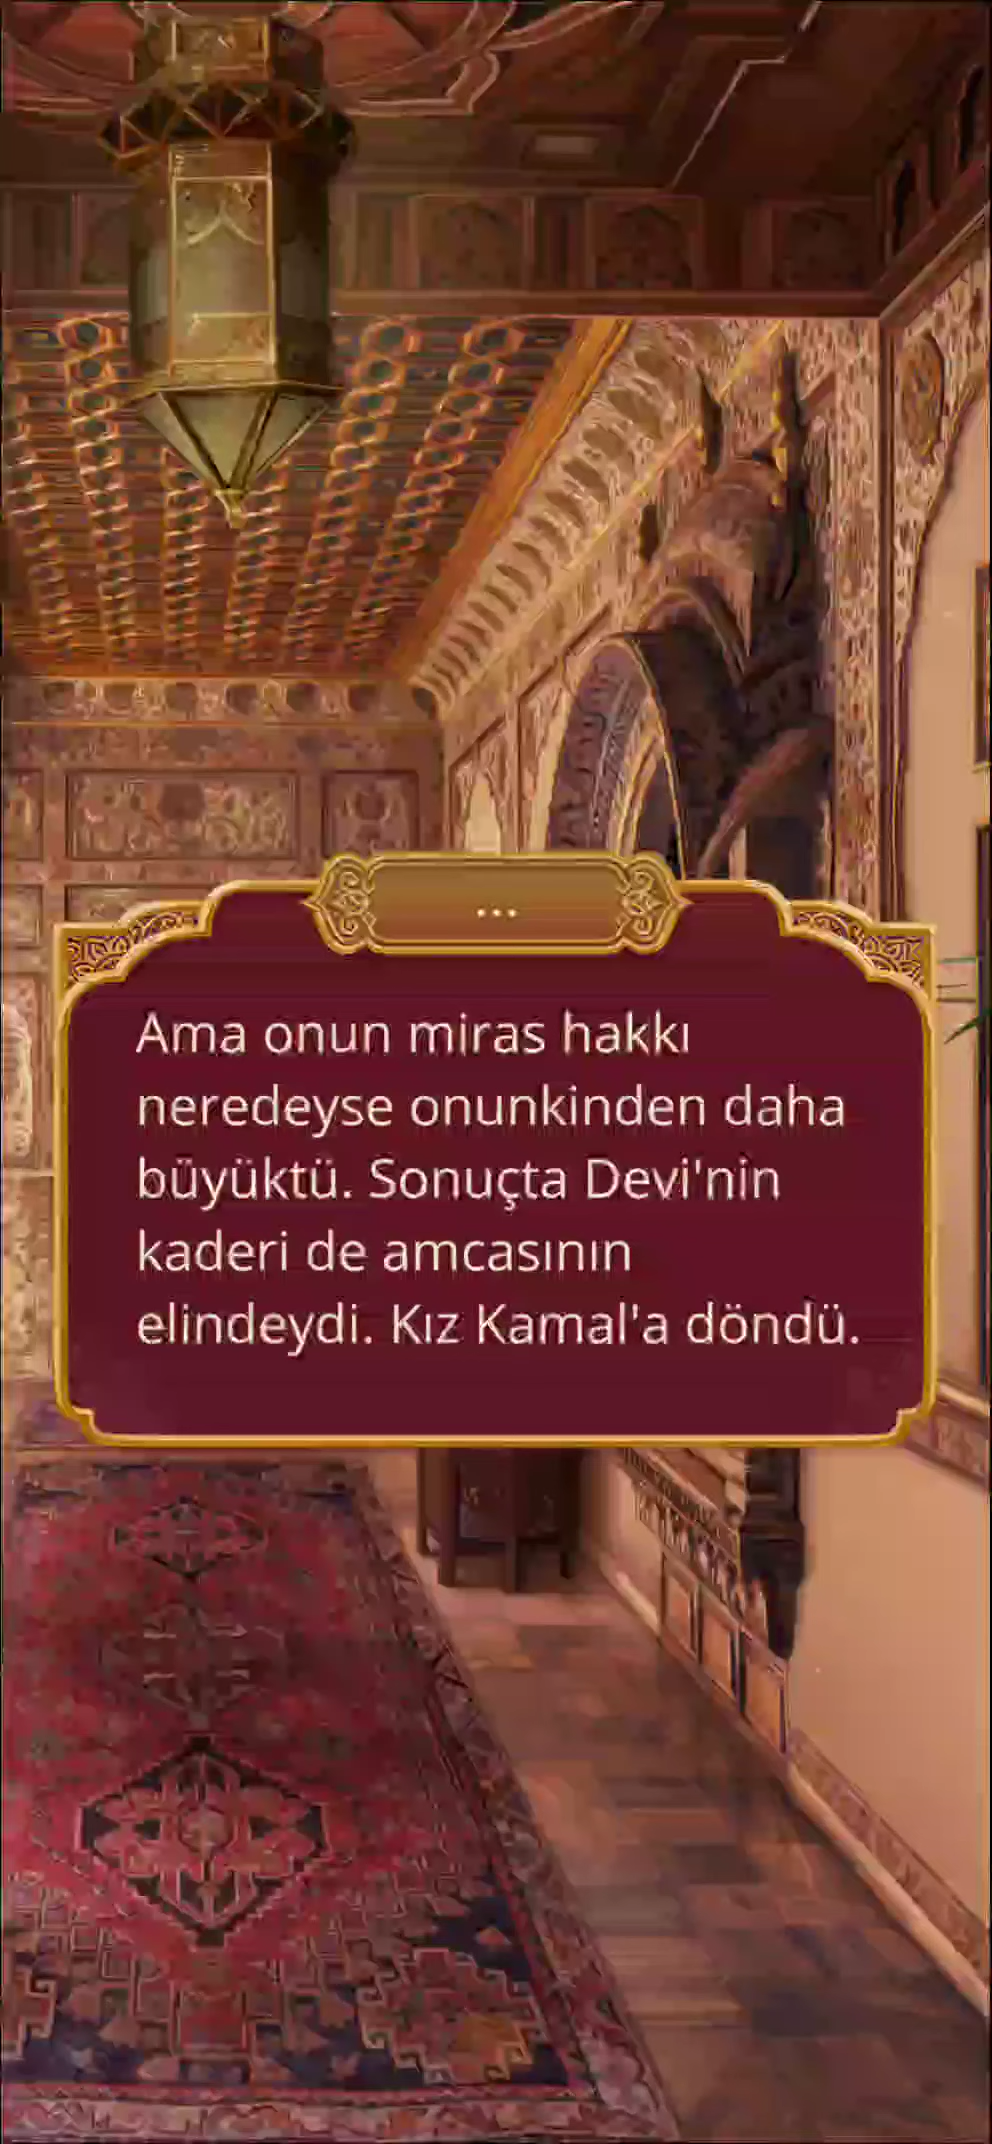 ...
Ama onun miras hakkı
neredeyse onunkinden daha
büyüktü. Sonuçta Devi'nin
kaderi de amcasının
elindeydi. Kız Kamal'a döndü.